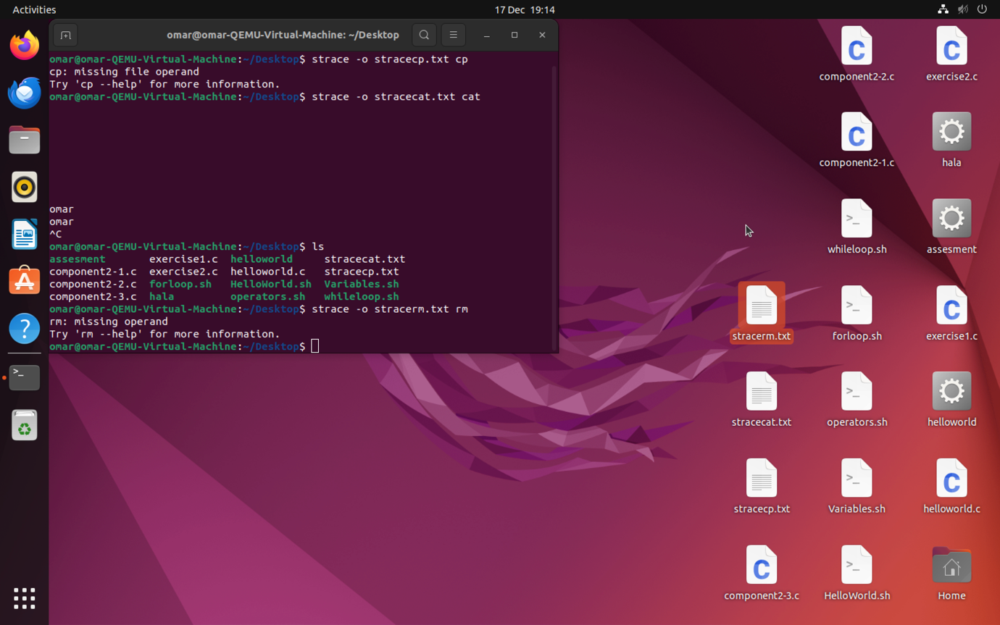 Activities
17 Dec 19:14
omar@omar-QEMU-Virtual-Machine: ~/Desktop
omar@omar-QEMU-Virtual-Machine:~/Desktop$ strace -o stracecp.txt cp
cp: missing file operand
Try 'cp --help' for more information.
omar@omar-QEMU-Virtual-Machine:~/Desktop$ strace -o stracecat.txt cat
omar
omar
^C
omar@omar-QEMU-Virtual-Machine:~/Desktop$ ls
assesment exercise1.c helloworld stracecat.txt
component2-1.c exercise2.c helloworld.c stracecp.txt
component2-2.c forloop.sh HelloWorld.sh Variables.sh
component2-3.c hala operators.sh whileloop.sh
omar@omar-QEMU-Virtual-Machine:~/Desktop$ strace -o stracerm.txt rm
rm: missing operand
Try 'rm --help' for more information.
omar@omar-QEMU-Virtual-Machine:~/Desktop$
component2-2.c exercise2.c
component2-1.c hala
whileloop.sh assesment
stracerm.txt forloop.sh exercise1.c
stracecat.txt operators.sh helloworld
stracecp.txt Variables.sh helloworld.c
component2-3.c HelloWorld.sh Home